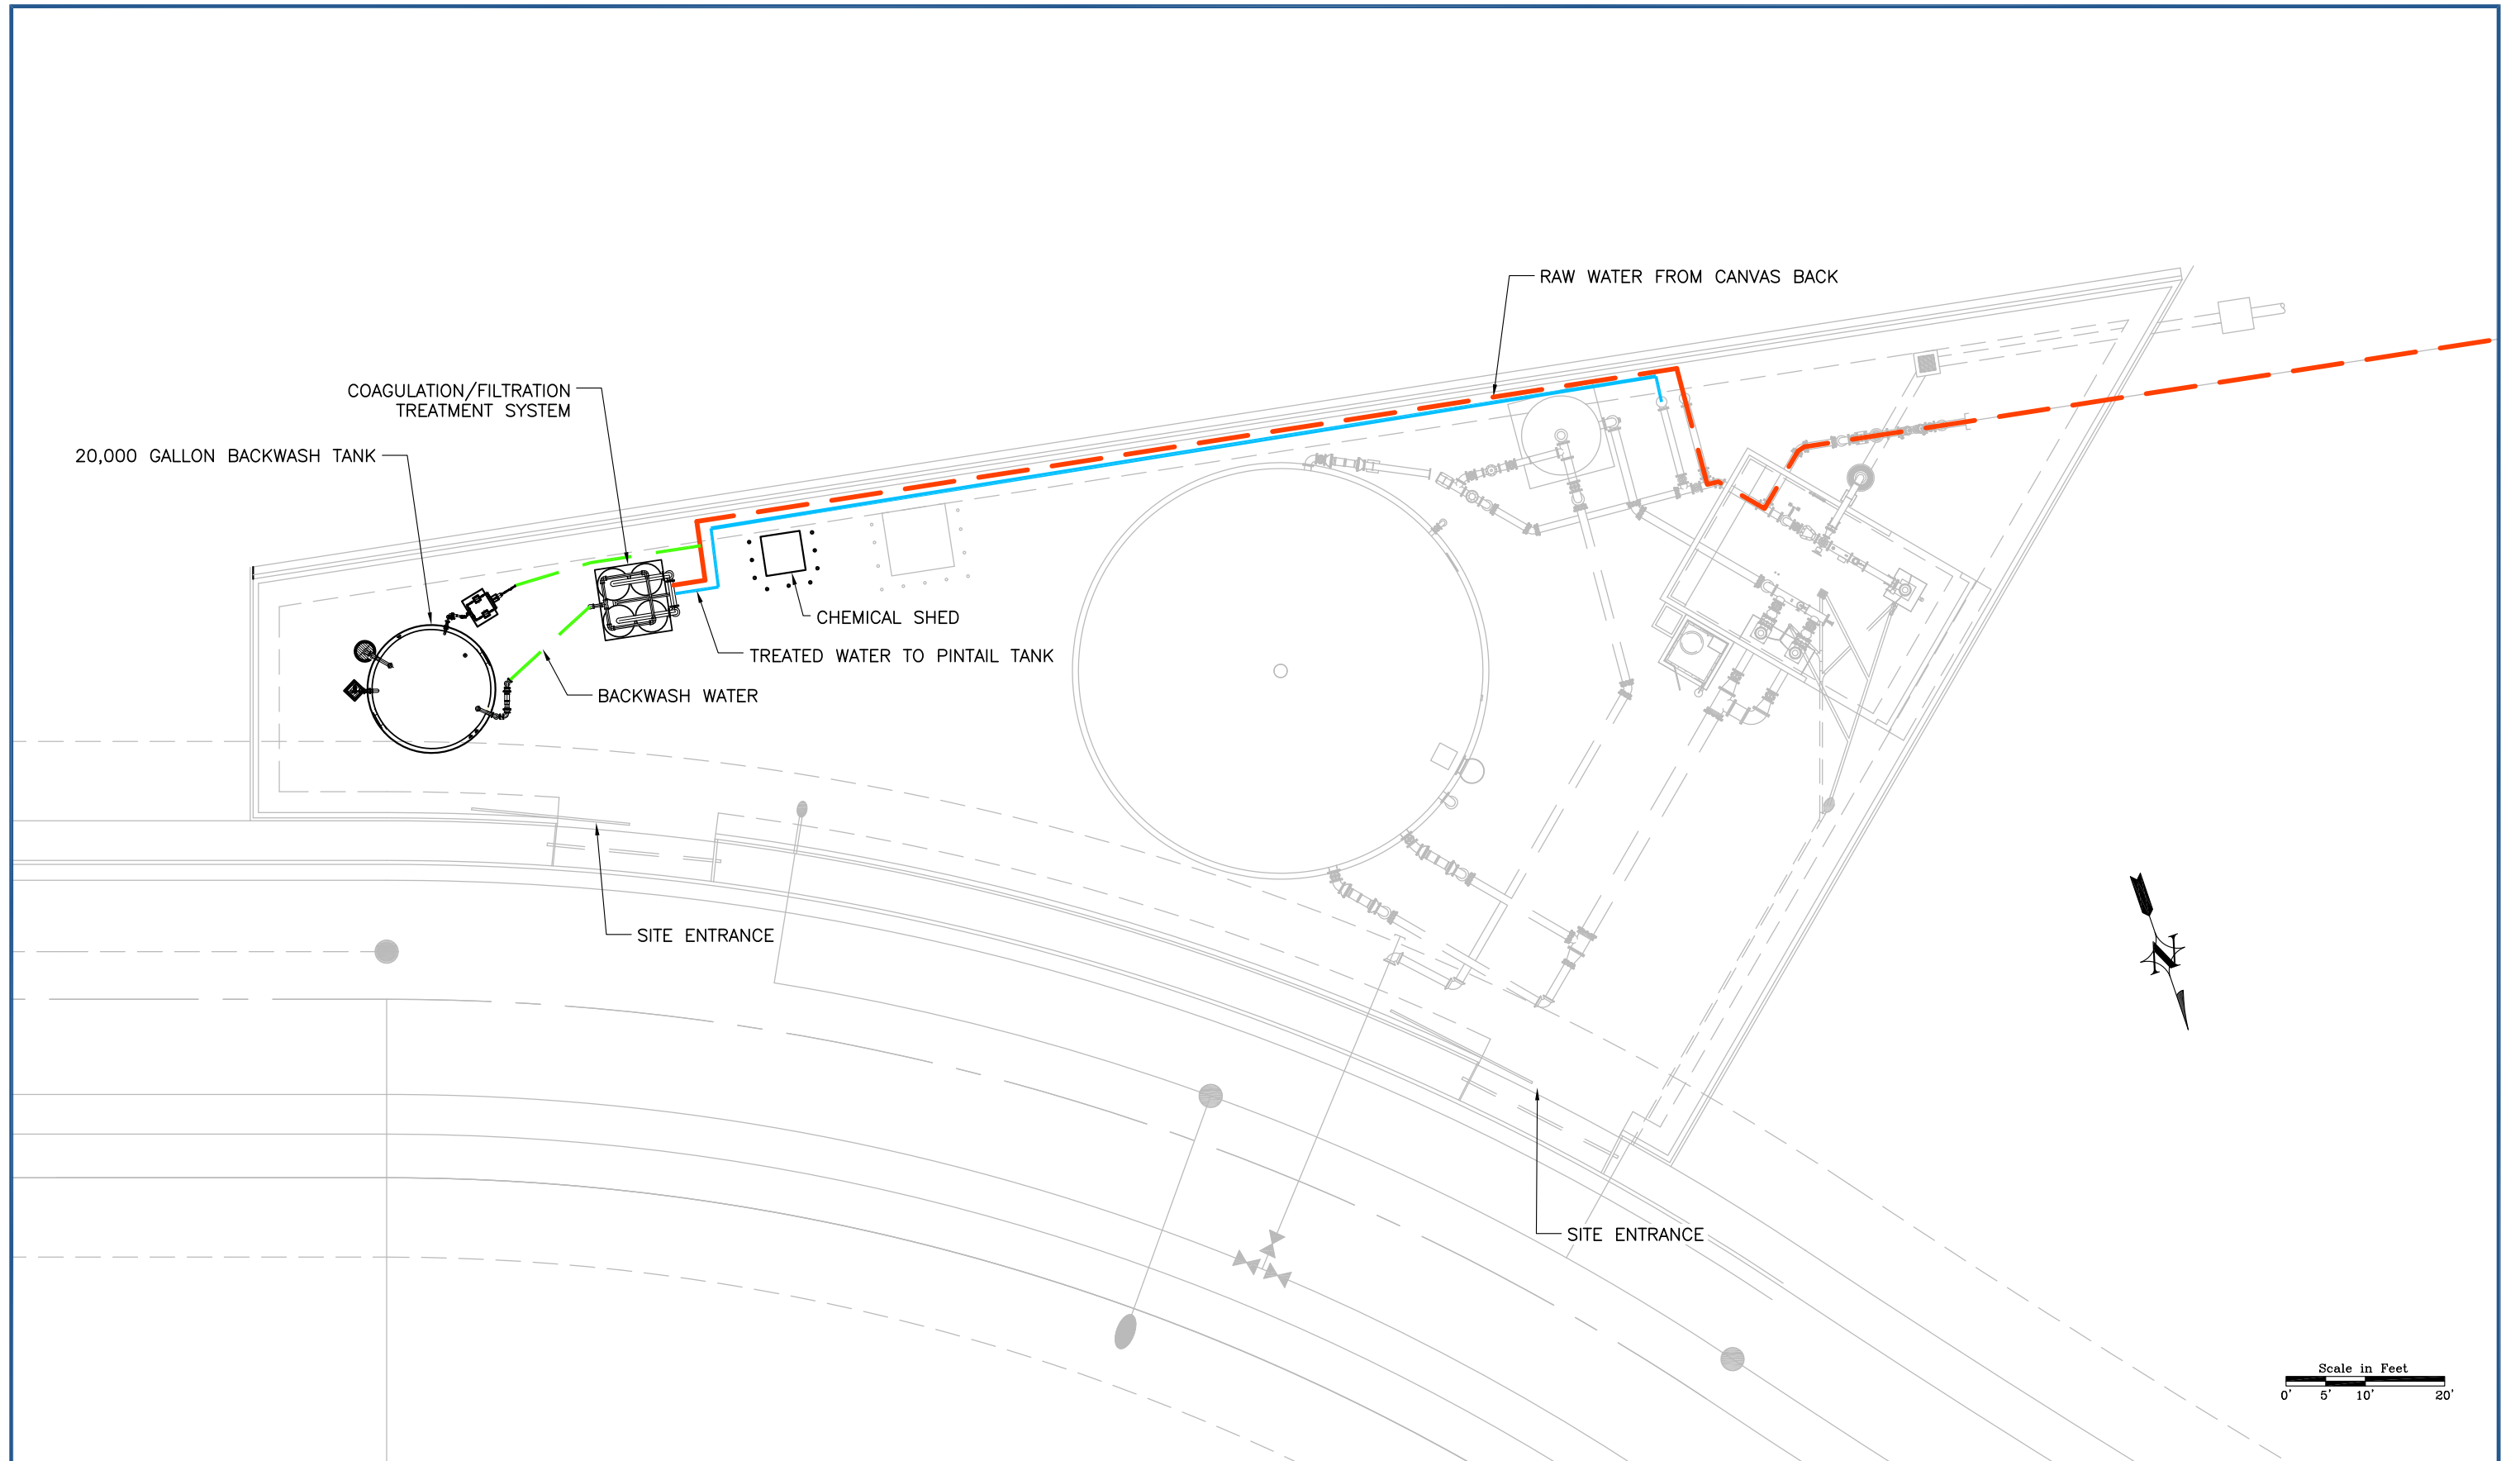 RAW WATER FROM CANVAS BACK
COAGULATION/FILTRATION
TREATMENT SYSTEM
20,000 GALLON BACKWASH TANK
CHEMICAL SHED
TREATED WATER TO PINTAIL TANK
BACKWASH WATER
SITE ENTRANCE
N
SITE ENTRANCE
Scale in Feet
0' 5' 10' 20'